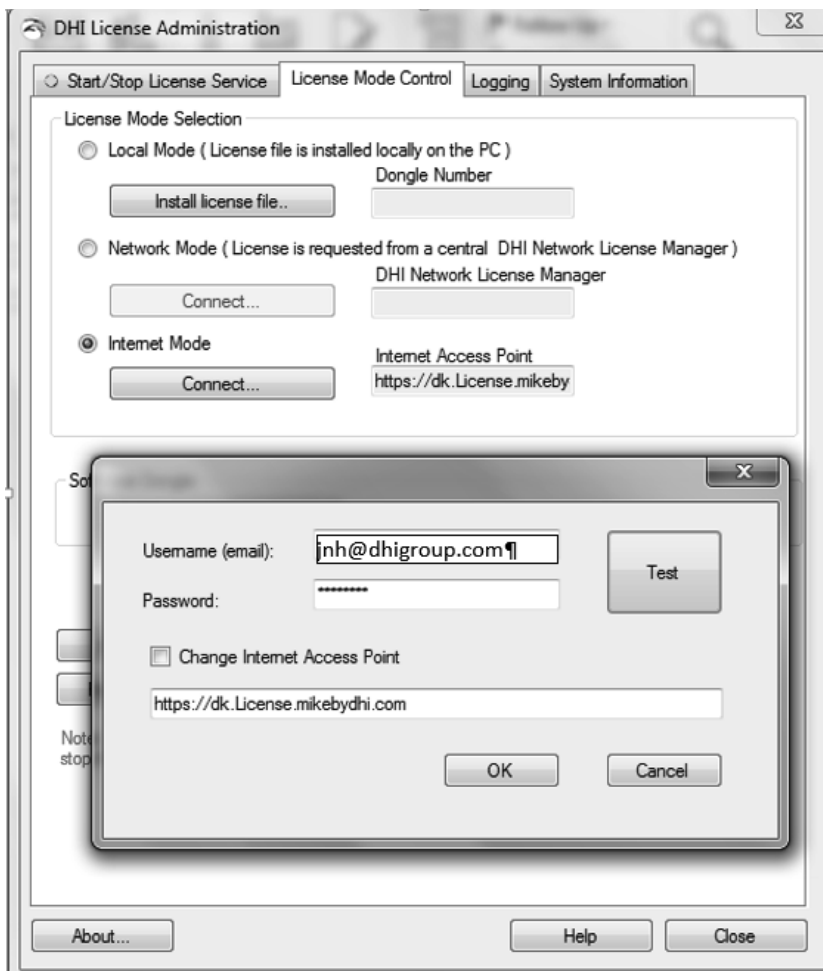 DHI License Administration
Start/Stop License Service License Mode Control Logging System Information
License Mode Selection
Local Mode ( License file is installed locally on the PC )
Dongle Number
Install license file..
Network Mode ( License is requested from a central DHI Network License Manager )
DHI Network License Manager
Connect...
Internet Mode
Internet Access Point
Connect... https://dk.License.mikeby
Username (email): jnh@dhigroup.com¶
Test
Password: ********
Change Internet Access Point
https://dk.License.mikebydhi.com
Note
stop
OK Cancel
About... Help Close